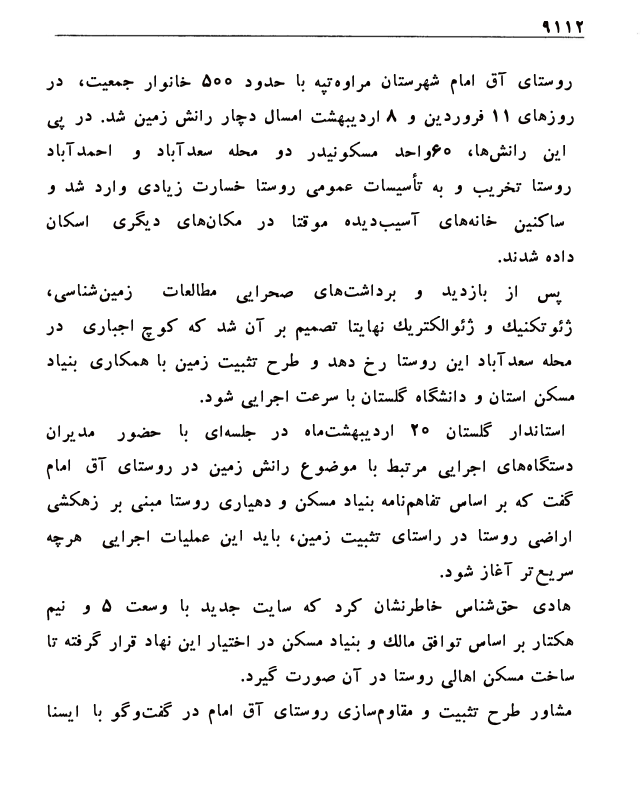 ۹۱۱۲
روستای آق امام شهرستان مراوه‌تپه با حدود ۵۰۰ خانوار جمعیت، در
روزهای ۱۱ فروردین و ۸ اردیبهشت امسال دچار رانش زمین شد. در پی
این رانش‌ها، ۶۰واحد مسکونیدر دو محله سعدآباد و احمدآباد
روستا تخریب و به تأسیسات عمومی روستا خسارت زیادی وارد شد و
ساکنین خانه‌های آسیب‌دیده موقتا در مکان‌های دیگری اسکان
داده شدند.
پس از بازدید و برداشت‌های صحرایی مطالعات زمین‌شناسی،
ژئوتکنیك و ژئوالکتریك نهایتا تصمیم بر آن شد که کوچ اجباری در
محله سعدآباد این روستا رخ دهد و طرح تثبیت زمین با همکاری بنیاد
مسکن استان و دانشگاه گلستان با سرعت اجرایی شود.
استاندار گلستان ۲۰ اردیبهشت‌ماه در جلسه‌ای با حضور مدیران
دستگاه‌های اجرایی مرتبط با موضوع رانش زمین در روستای آق امام
گفت که بر اساس تفاهم‌نامه بنیاد مسکن و دهیاری روستا مبنی بر زهکشی
اراضی روستا در راستای تثبیت زمین، باید این عملیات اجرایی هرچه
سریع‌تر آغاز شود.
هادی حق‌شناس خاطرنشان کرد که سایت جدید با وسعت ۵ و نیم
هکتار بر اساس توافق مالك و بنیاد مسکن در اختیار این نهاد قرار گرفته تا
ساخت مسکن اهالی روستا در آن صورت گیرد.
مشاور طرح تثبیت و مقاوم‌سازی روستای آق امام در گفت‌وگو با ایسنا